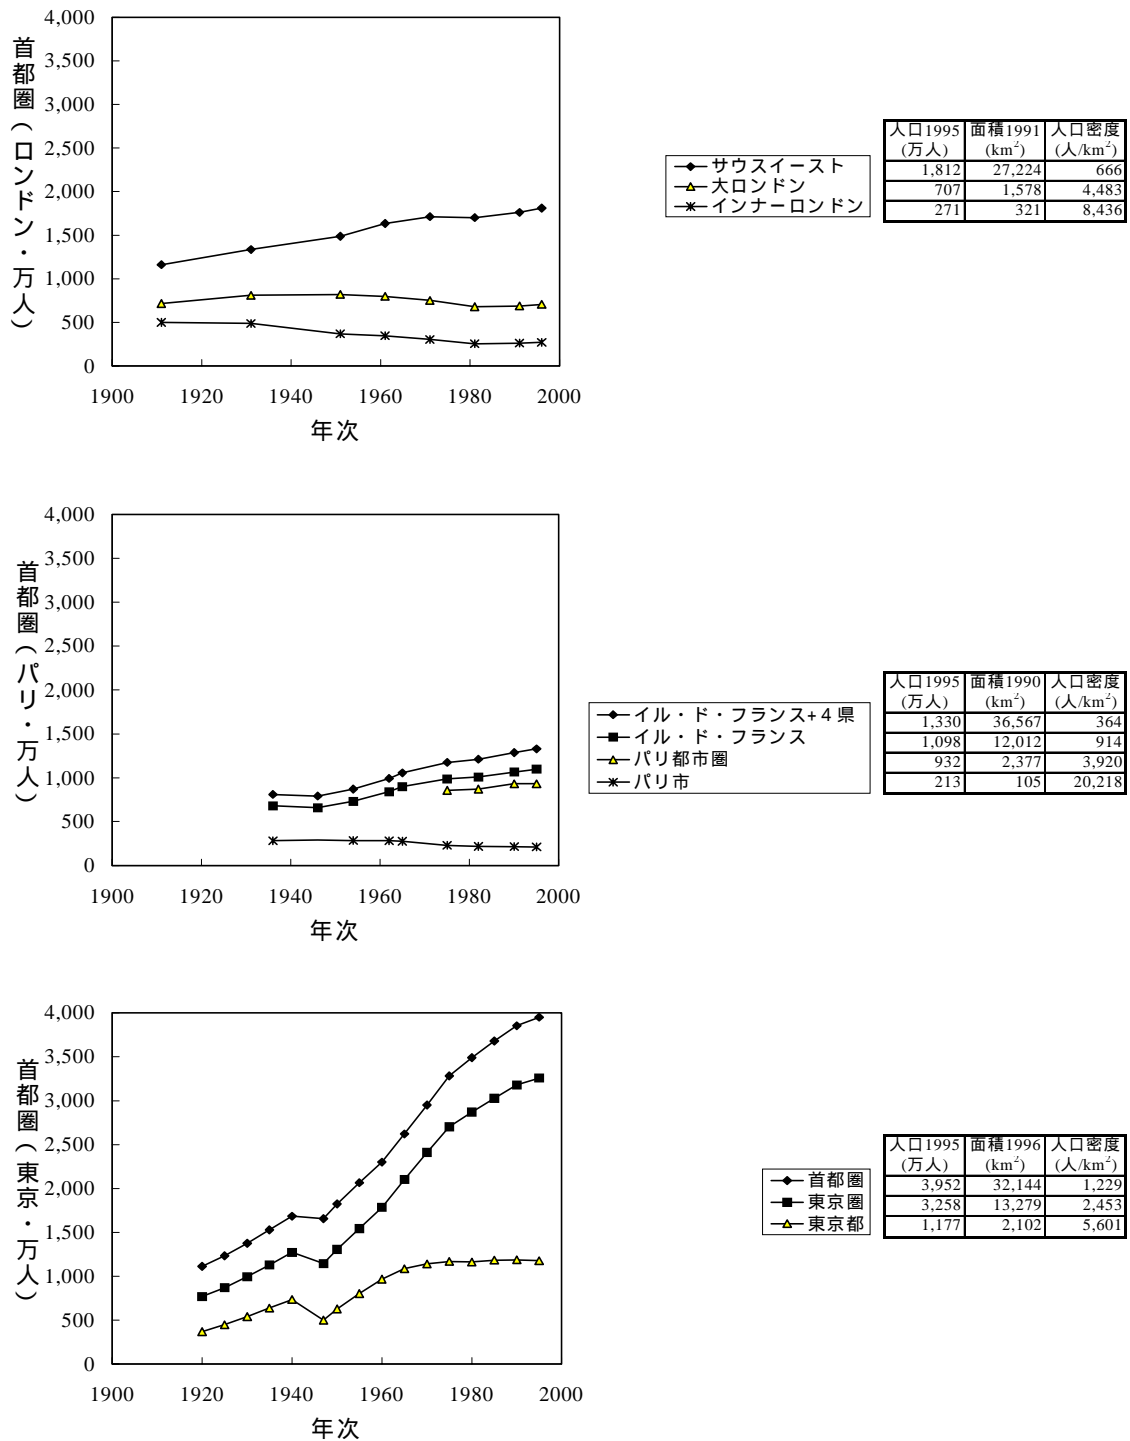 首都圏（ロンドン・万人）
4,000
3,500
3,000
2,500
2,000
1,500
1,000
500
0
1900 1920 1940 1960 1980 2000
年次
サウスイースト
大ロンドン
インナーロンドン
人口1995 面積1991 人口密度
(万人) (km²) (人/km²)
1,812 27,224 666
707 1,578 4,483
271 321 8,436
首都圏（パリ・万人）
4,000
3,500
3,000
2,500
2,000
1,500
1,000
500
0
1900 1920 1940 1960 1980 2000
年次
イル・ド・フランス+４県
イル・ド・フランス
パリ都市圏
パリ市
人口1995 面積1990 人口密度
(万人) (km²) (人/km²)
1,330 36,567 364
1,098 12,012 914
932 2,377 3,920
213 105 20,218
首都圏（東京・万人）
4,000
3,500
3,000
2,500
2,000
1,500
1,000
500
0
1900 1920 1940 1960 1980 2000
年次
首都圏
東京圏
東京都
人口1995 面積1996 人口密度
(万人) (km²) (人/km²)
3,952 32,144 1,229
3,258 13,279 2,453
1,177 2,102 5,601